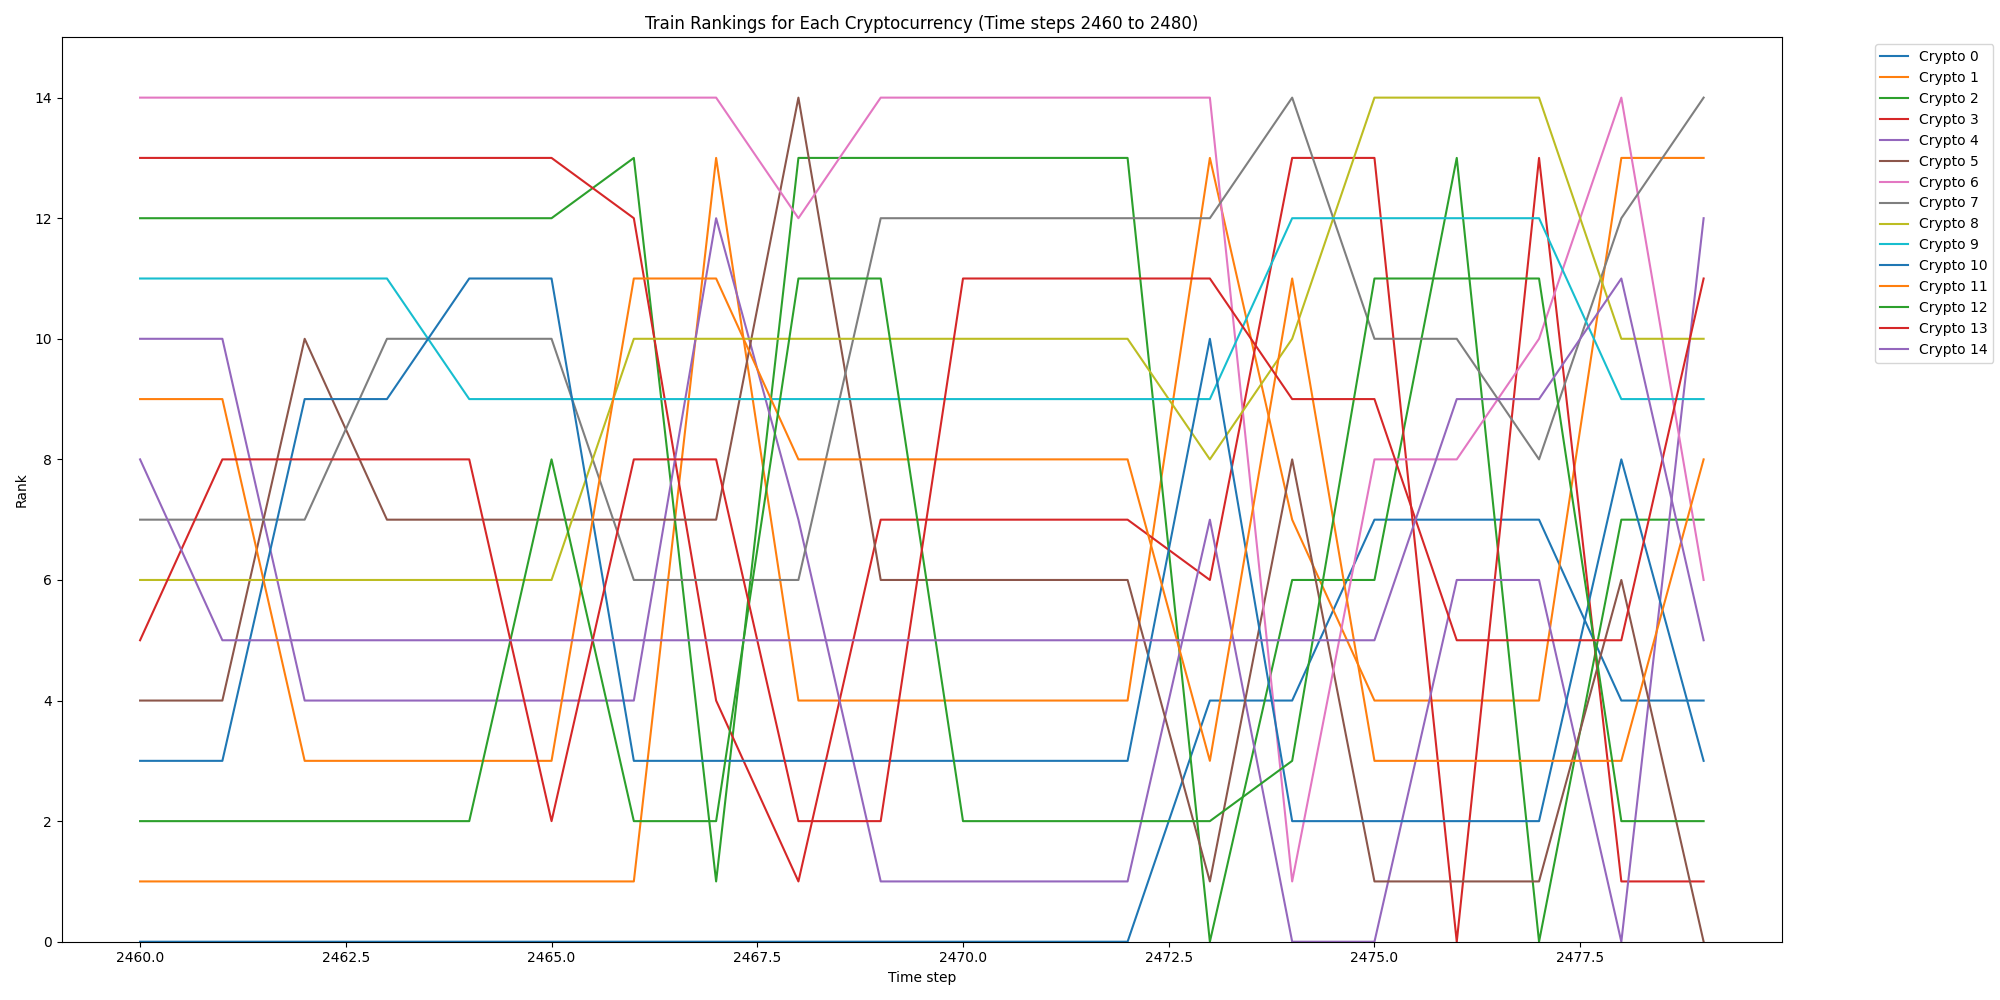 Train Rankings for Each Cryptocurrency (Time steps 2460 to 2480)
Rank
14
12
10
8
6
4
2
0
2460.0 2462.5 2465.0 2467.5 2470.0 2472.5 2475.0 2477.5
Time step
Crypto 0
Crypto 1
Crypto 2
Crypto 3
Crypto 4
Crypto 5
Crypto 6
Crypto 7
Crypto 8
Crypto 9
Crypto 10
Crypto 11
Crypto 12
Crypto 13
Crypto 14